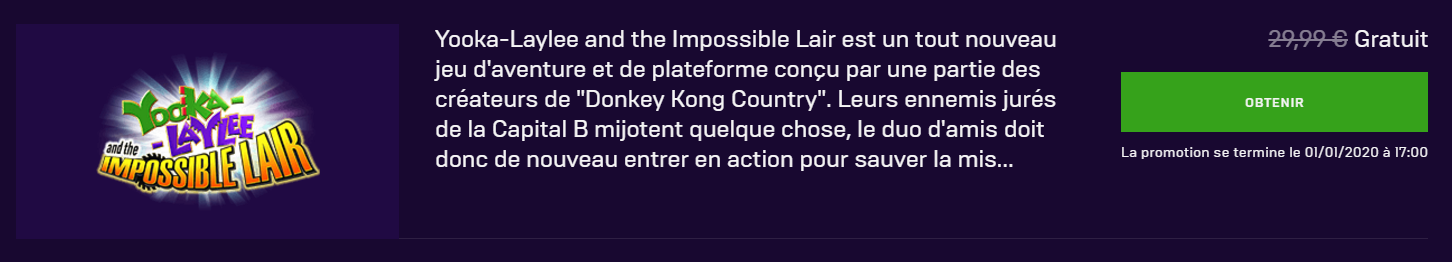 YOOKA-
-LAYLEE
and the
IMPOSSIBLE LAIR
Yooka-Laylee and the Impossible Lair est un tout nouveau
jeu d'aventure et de plateforme conçu par une partie des
créateurs de "Donkey Kong Country". Leurs ennemis jurés
de la Capital B mijotent quelque chose, le duo d'amis doit
donc de nouveau entrer en action pour sauver la mis...
29,99 € Gratuit
OBTENIR
La promotion se termine le 01/01/2020 à 17:00